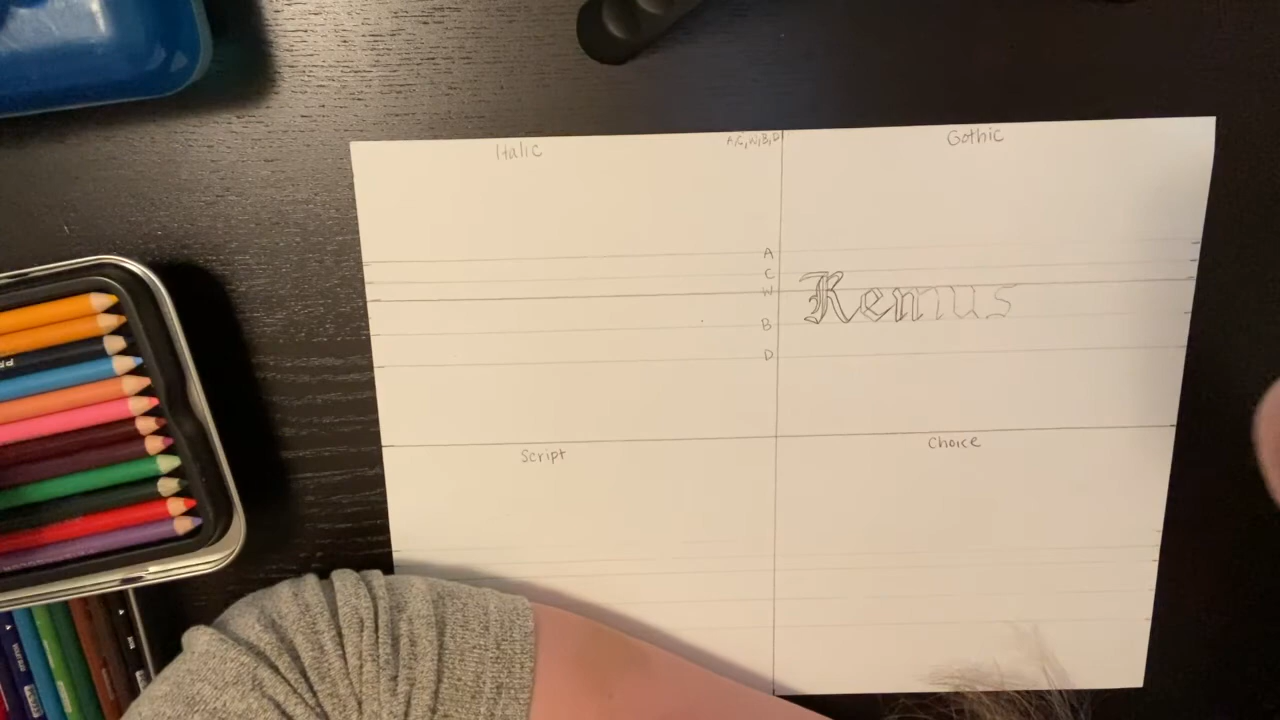 Italic
A,C,W,B,D
Gothic
A
C
W
B
D
Remus
Script
Choice